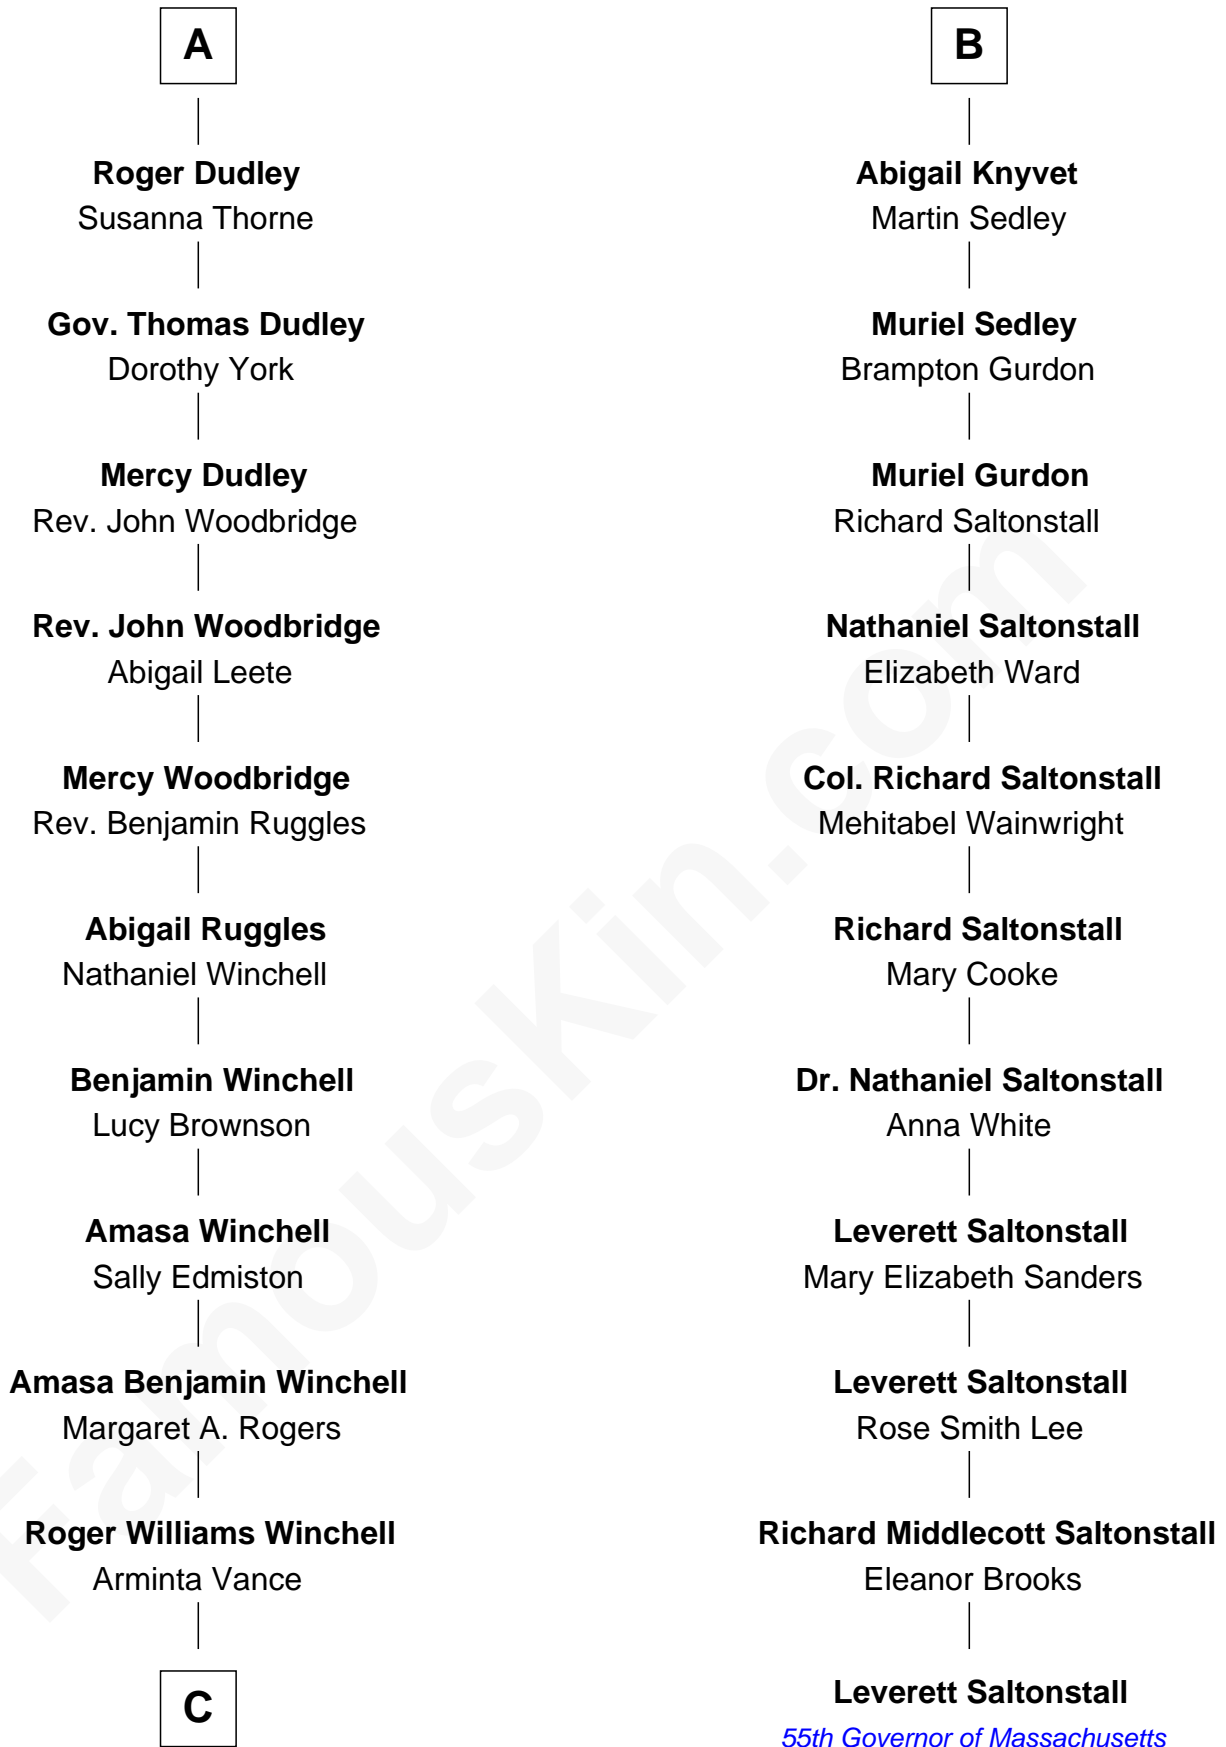 A
Roger Dudley
Susanna Thorne
Gov. Thomas Dudley
Dorothy York
Mercy Dudley
Rev. John Woodbridge
Rev. John Woodbridge
Abigail Leete
Mercy Woodbridge
Rev. Benjamin Ruggles
Abigail Ruggles
Nathaniel Winchell
Benjamin Winchell
Lucy Brownson
Amasa Winchell
Sally Edmiston
Amasa Benjamin Winchell
Margaret A. Rogers
Roger Williams Winchell
Arminta Vance
C
B
Abigail Knyvet
Martin Sedley
Muriel Sedley
Brampton Gurdon
Muriel Gurdon
Richard Saltonstall
Nathaniel Saltonstall
Elizabeth Ward
Col. Richard Saltonstall
Mehitabel Wainwright
Richard Saltonstall
Mary Cooke
Dr. Nathaniel Saltonstall
Anna White
Leverett Saltonstall
Mary Elizabeth Sanders
Leverett Saltonstall
Rose Smith Lee
Richard Middlecott Saltonstall
Eleanor Brooks
Leverett Saltonstall
55th Governor of Massachusetts
FamousKin.com